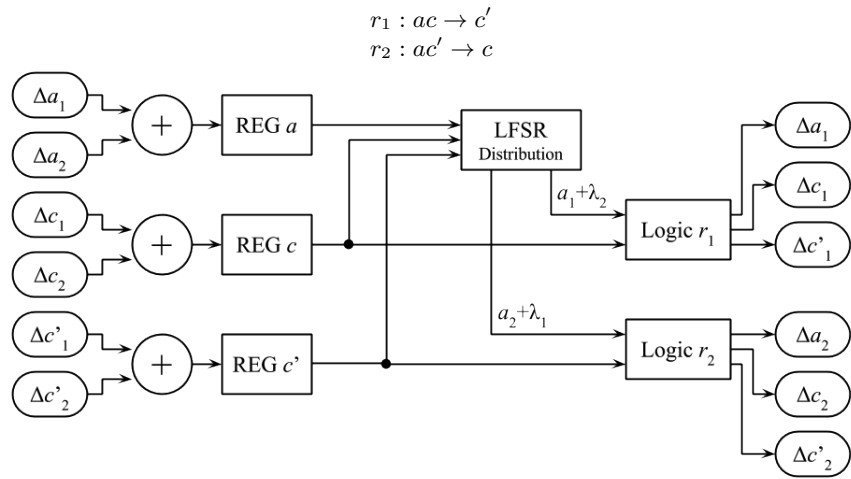 r₁ : ac → c′
r₂ : ac′ → c
Δa₁
Δa₂
+
REG a
LFSR
Distribution
Δa₁
Δc₁
a₁+λ₂
Δc₁
Δc₂
+
REG c
Logic r₁
Δc'₁
Δc'₁
Δc'₂
+
REG c'
a₂+λ₁
Logic r₂
Δa₂
Δc₂
Δc'₂